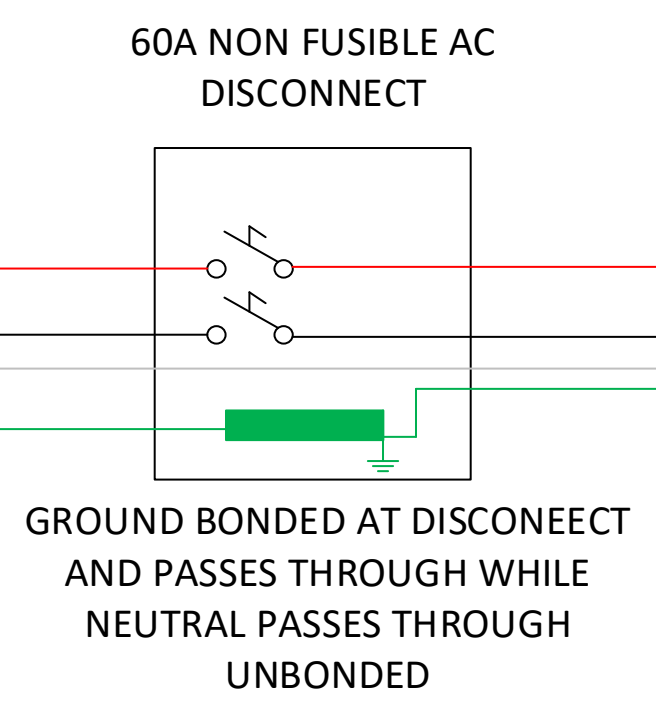 60A NON FUSIBLE AC
DISCONNECT
GROUND BONDED AT DISCONEECT
AND PASSES THROUGH WHILE
NEUTRAL PASSES THROUGH
UNBONDED